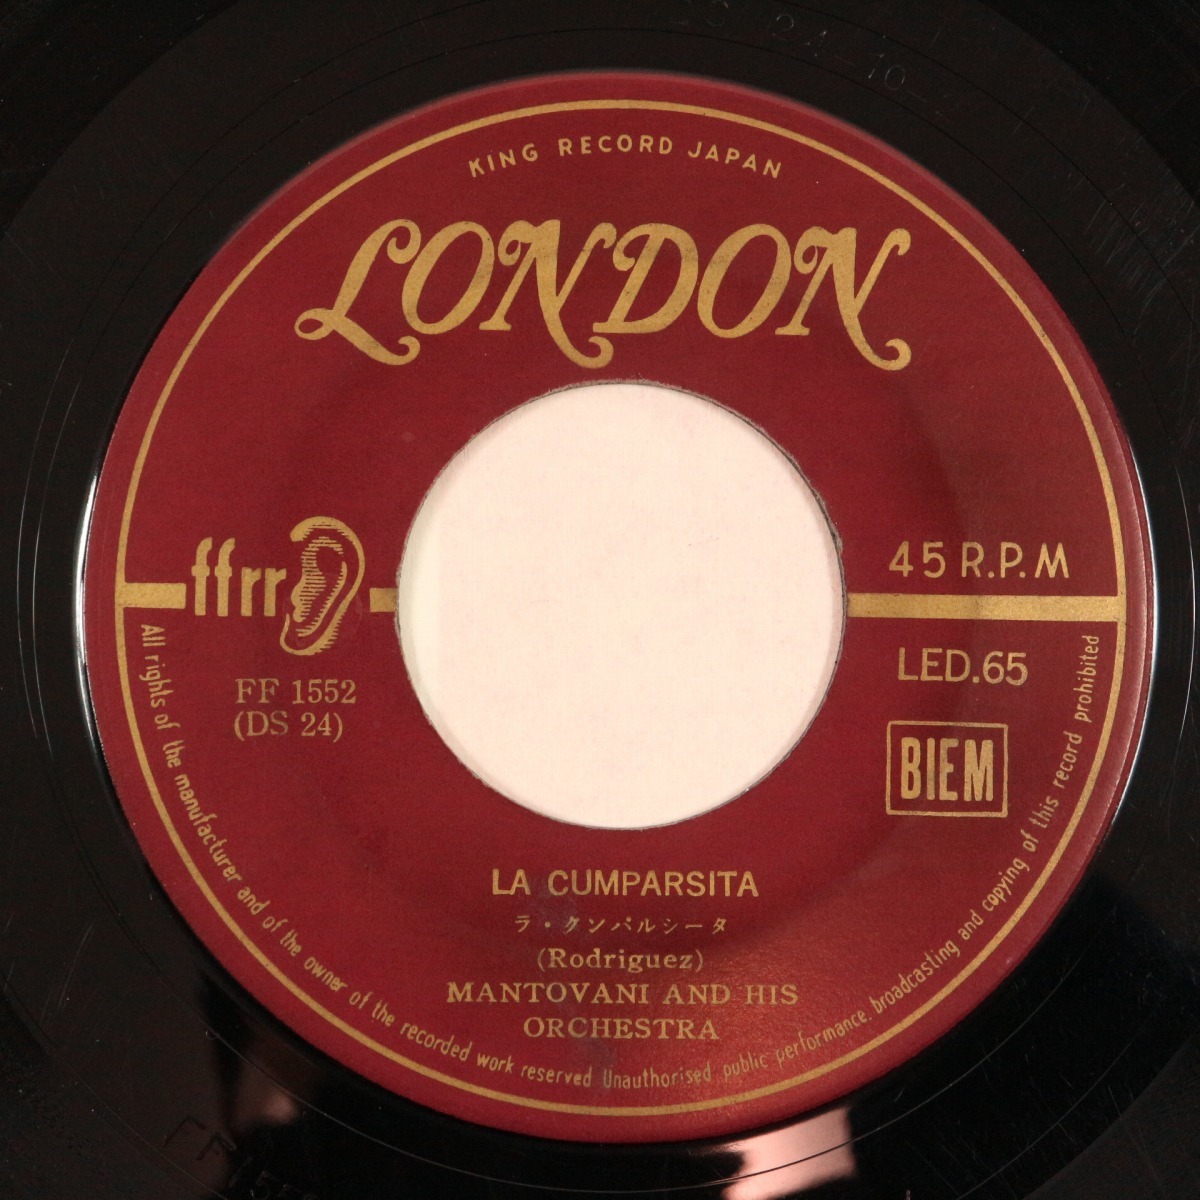 KING RECORD JAPAN
LONDON
ffrr
45 R.P.M
FF 1552
(DS 24)
LED.65
BIEM
LA CUMPARSITA
ラ・クンパルシータ
(Rodriguez)
MANTOVANI AND HIS
ORCHESTRA
All rights of the manufacturer and of the owner of the recorded work reserved Unauthorised public performance. broadcasting and copying of this record prohibited